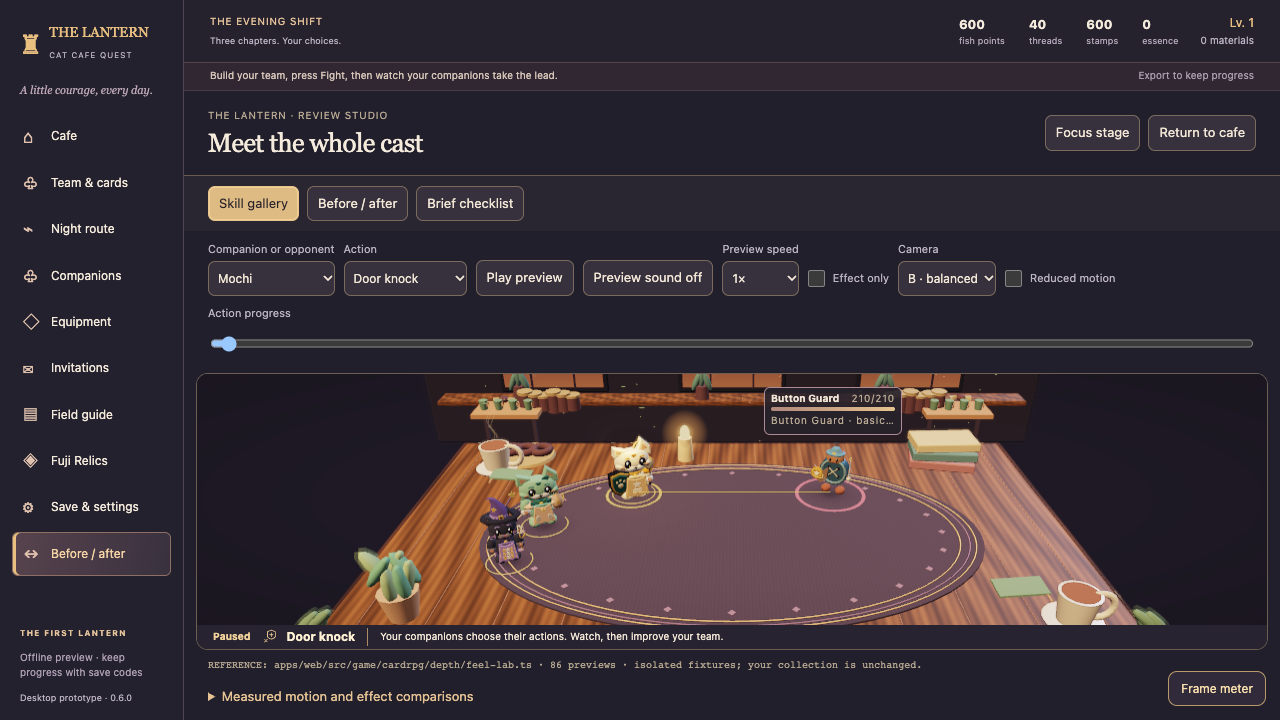 THE LANTERN
CAT CAFE QUEST
A little courage, every day.
Cafe
Team & cards
Night route
Companions
Equipment
Invitations
Field guide
Fuji Relics
Save & settings
Before / after
THE FIRST LANTERN
Offline preview · keep
progress with save codes
Desktop prototype · 0.6.0
THE EVENING SHIFT
Three chapters. Your choices.
600 40 600 0 Lv. 1
fish points threads stamps essence 0 materials
Build your team, press Fight, then watch your companions take the lead.
Export to keep progress
THE LANTERN · REVIEW STUDIO
Meet the whole cast
Focus stage Return to cafe
Skill gallery Before / after Brief checklist
Companion or opponent Action Preview speed Camera
Mochi Door knock Play preview Preview sound off 1× Effect only B · balanced Reduced motion
Action progress
Button Guard 210/210
Button Guard · basic…
Paused Door knock Your companions choose their actions. Watch, then improve your team.
REFERENCE: apps/web/src/game/cardrpg/depth/feel-lab.ts · 86 previews · isolated fixtures; your collection is unchanged.
Measured motion and effect comparisons
Frame meter